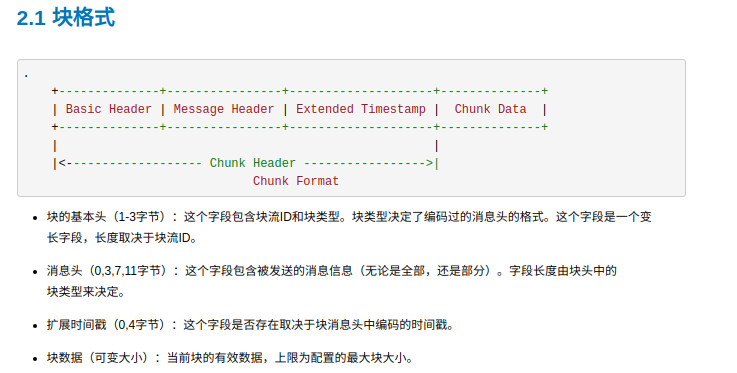 2.1 块格式
.
+--------------+----------------+--------------------+--------------+
| Basic Header | Message Header | Extended Timestamp |  Chunk Data  |
+--------------+----------------+--------------------+--------------+
|                                                    |
|<------------------- Chunk Header ----------------->|
Chunk Format
• 块的基本头（1-3字节）：这个字段包含块流ID和块类型。块类型决定了编码过的消息头的格式。这个字段是一个变
长字段，长度取决于块流ID。
• 消息头（0,3,7,11字节）：这个字段包含被发送的消息信息（无论是全部，还是部分）。字段长度由块头中的
块类型来决定。
• 扩展时间戳（0,4字节）：这个字段是否存在取决于块消息头中编码的时间戳。
• 块数据（可变大小）：当前块的有效数据，上限为配置的最大块大小。